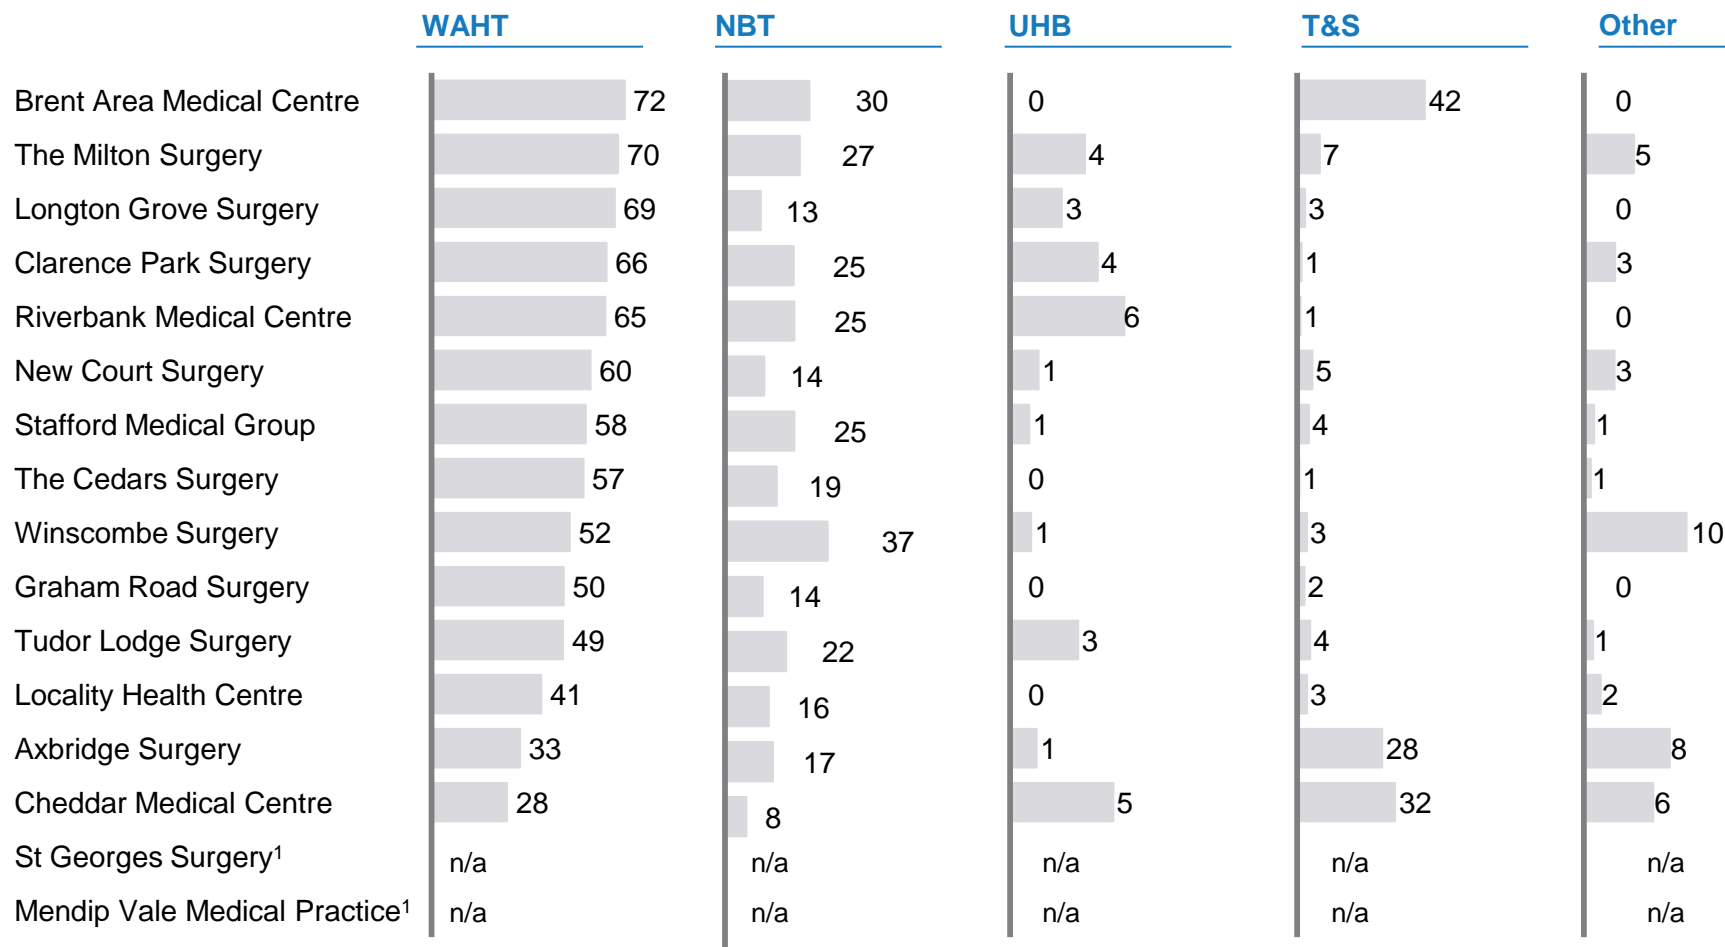 WAHT NBT UHB T&S Other
Brent Area Medical Centre 72 30 0 42 0
The Milton Surgery 70 27 4 7 5
Longton Grove Surgery 69 13 3 3 0
Clarence Park Surgery 66 25 4 1 3
Riverbank Medical Centre 65 25 6 1 0
New Court Surgery 60 14 1 5 3
Stafford Medical Group 58 25 1 4 1
The Cedars Surgery 57 19 0 1 1
Winscombe Surgery 52 37 1 3 10
Graham Road Surgery 50 14 0 2 0
Tudor Lodge Surgery 49 22 3 4 1
Locality Health Centre 41 16 0 3 2
Axbridge Surgery 33 17 1 28 8
Cheddar Medical Centre 28 8 5 32 6
St Georges Surgery¹ n/a n/a n/a n/a n/a
Mendip Vale Medical Practice¹ n/a n/a n/a n/a n/a